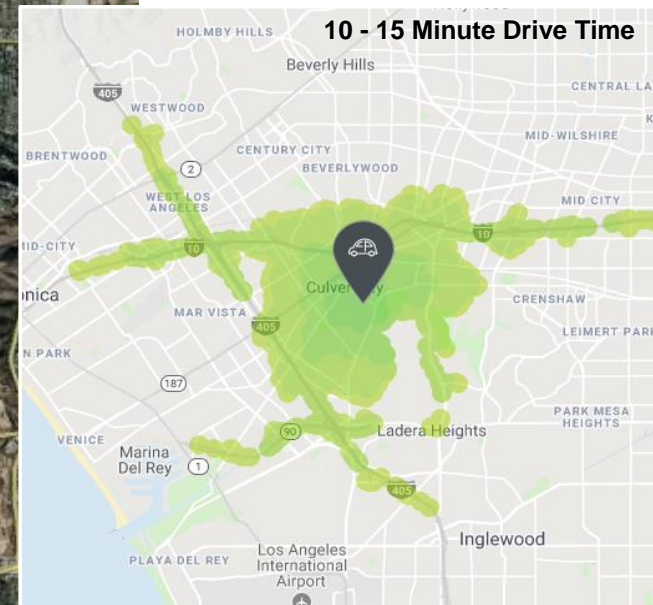 10 - 15 Minute Drive Time
HOLMBY HILLS
Beverly Hills
405
CENTRAL LA
WESTWOOD
MID-WILSHIRE
BRENTWOOD
CENTURY CITY
2
BEVERLYWOOD
WEST LOS
ANGELES
MID CITY
MID-CITY
10
10
Culver City
onica
CRENSHAW
MAR VISTA
405
LEIMERT PARK
N PARK
187
PARK MESA
HEIGHTS
VENICE
90
Ladera Heights
Marina
Del Rey
1
405
Inglewood
PLAYA DEL REY
Los Angeles
International
Airport